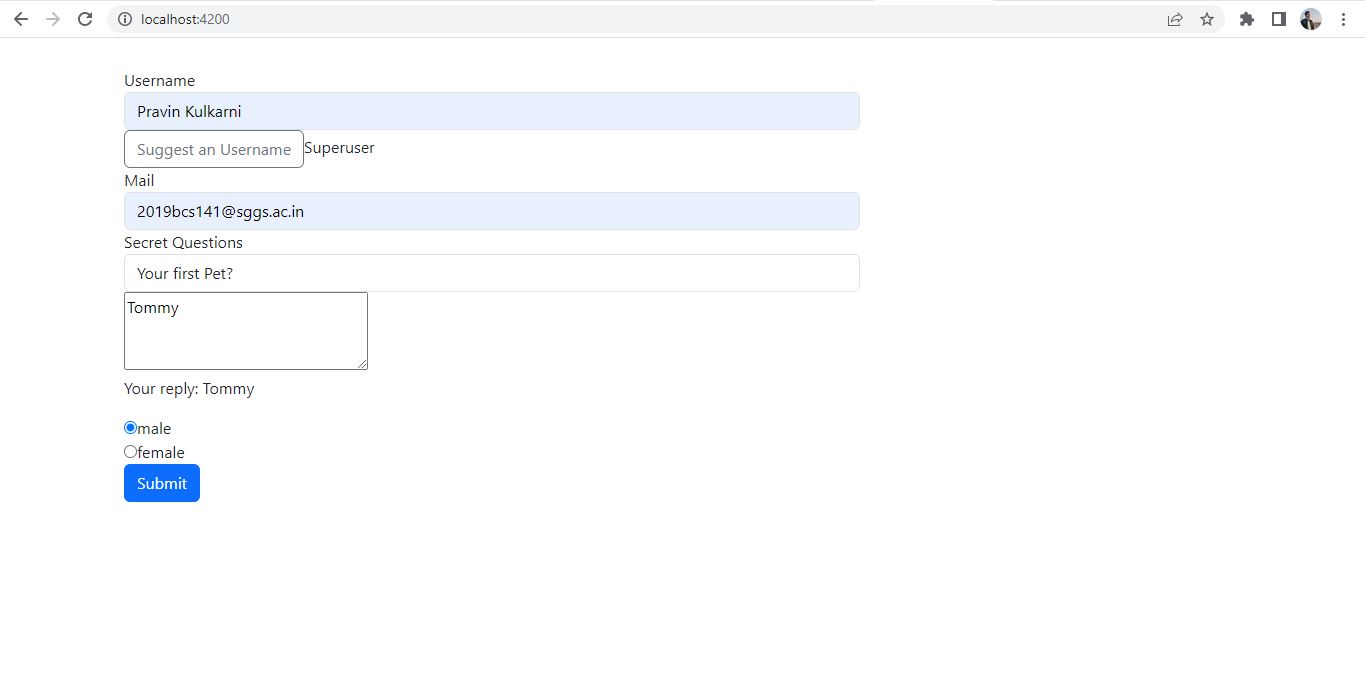 localhost:4200
Username
Pravin Kulkarni
Suggest an Username Superuser
Mail
2019bcs141@sggs.ac.in
Secret Questions
Your first Pet?
Tommy
Your reply: Tommy
male
female
Submit